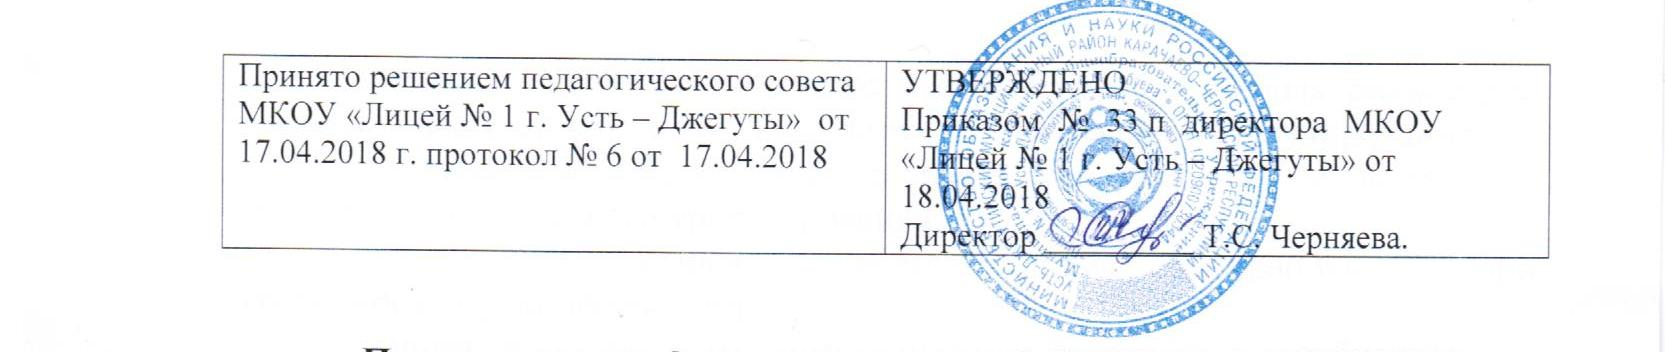 Принято решением педагогического совета
МКОУ «Лицей № 1 г. Усть – Джегуты» от
17.04.2018 г. протокол № 6 от 17.04.2018
УТВЕРЖДЕНО
Приказом № 33 п директора МКОУ
«Лицей № 1 г. Усть – Джегуты» от
18.04.2018
Директор __________ Т.С. Черняева.